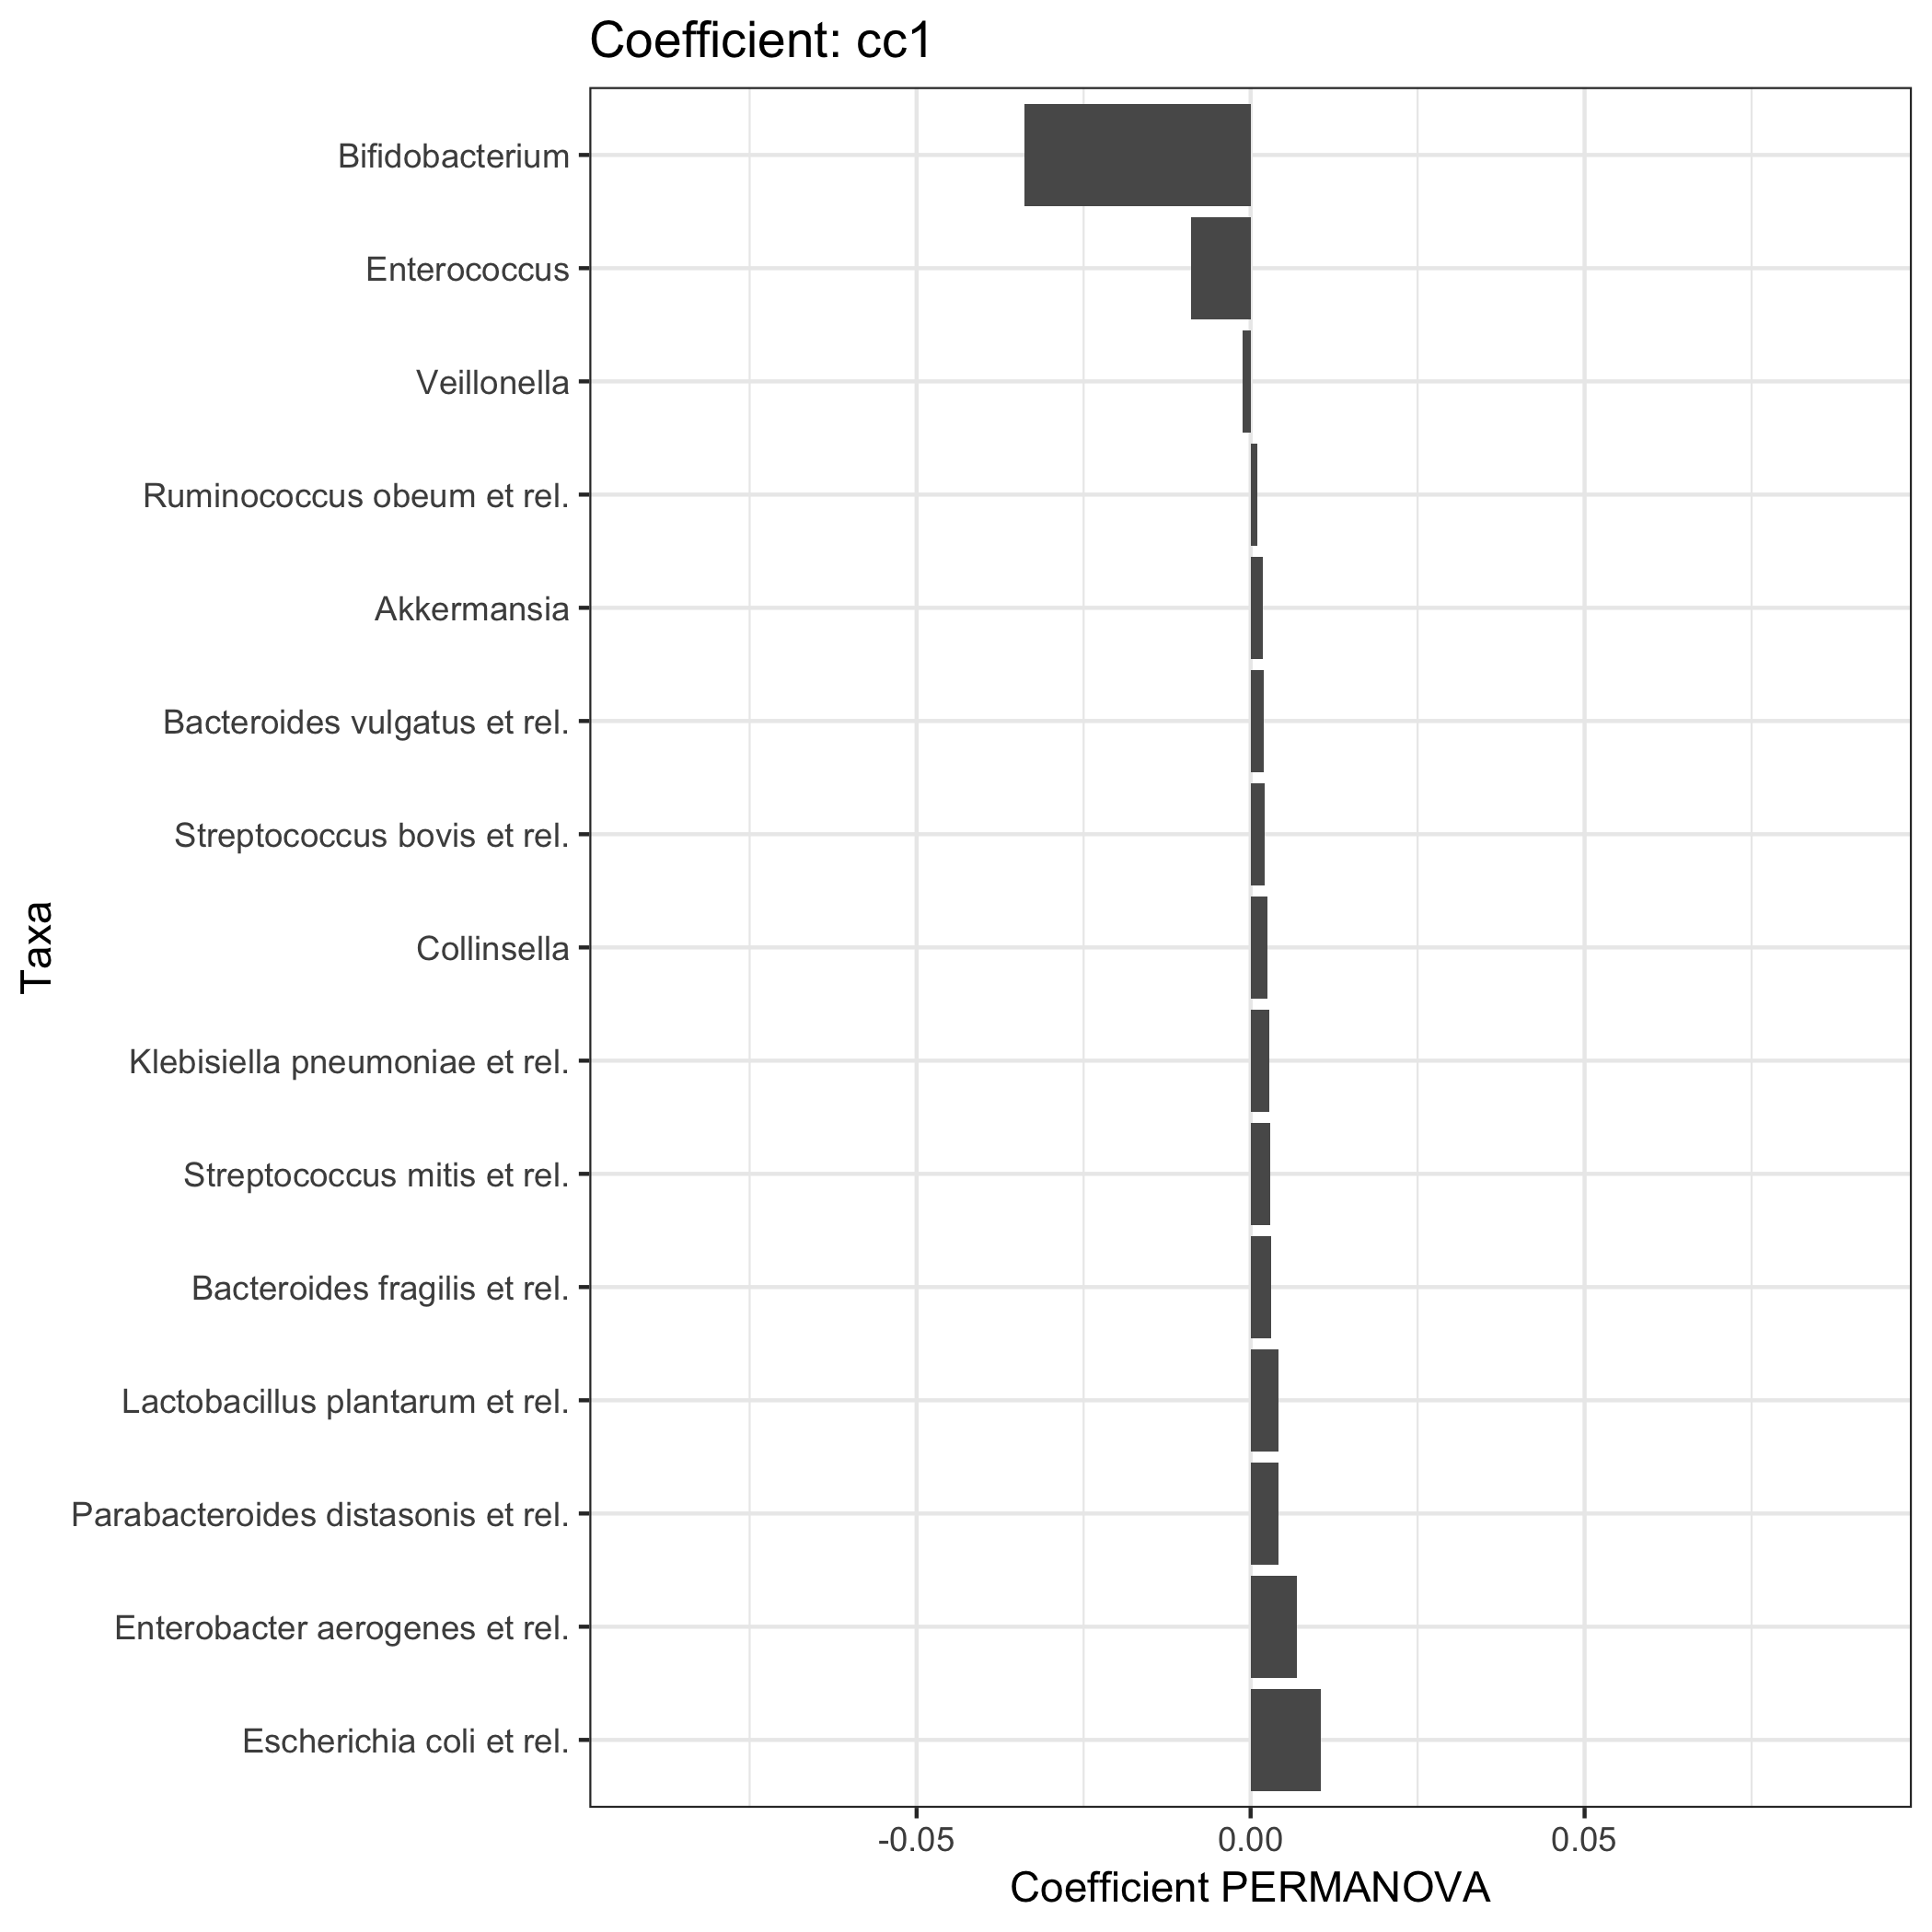 Coefficient: cc1
Bifidobacterium
Enterococcus
Veillonella
Ruminococcus obeum et rel.
Akkermansia
Bacteroides vulgatus et rel.
Streptococcus bovis et rel.
Collinsella
Klebisiella pneumoniae et rel.
Streptococcus mitis et rel.
Bacteroides fragilis et rel.
Lactobacillus plantarum et rel.
Parabacteroides distasonis et rel.
Enterobacter aerogenes et rel.
Escherichia coli et rel.
Taxa
-0.05 0.00 0.05
Coefficient PERMANOVA